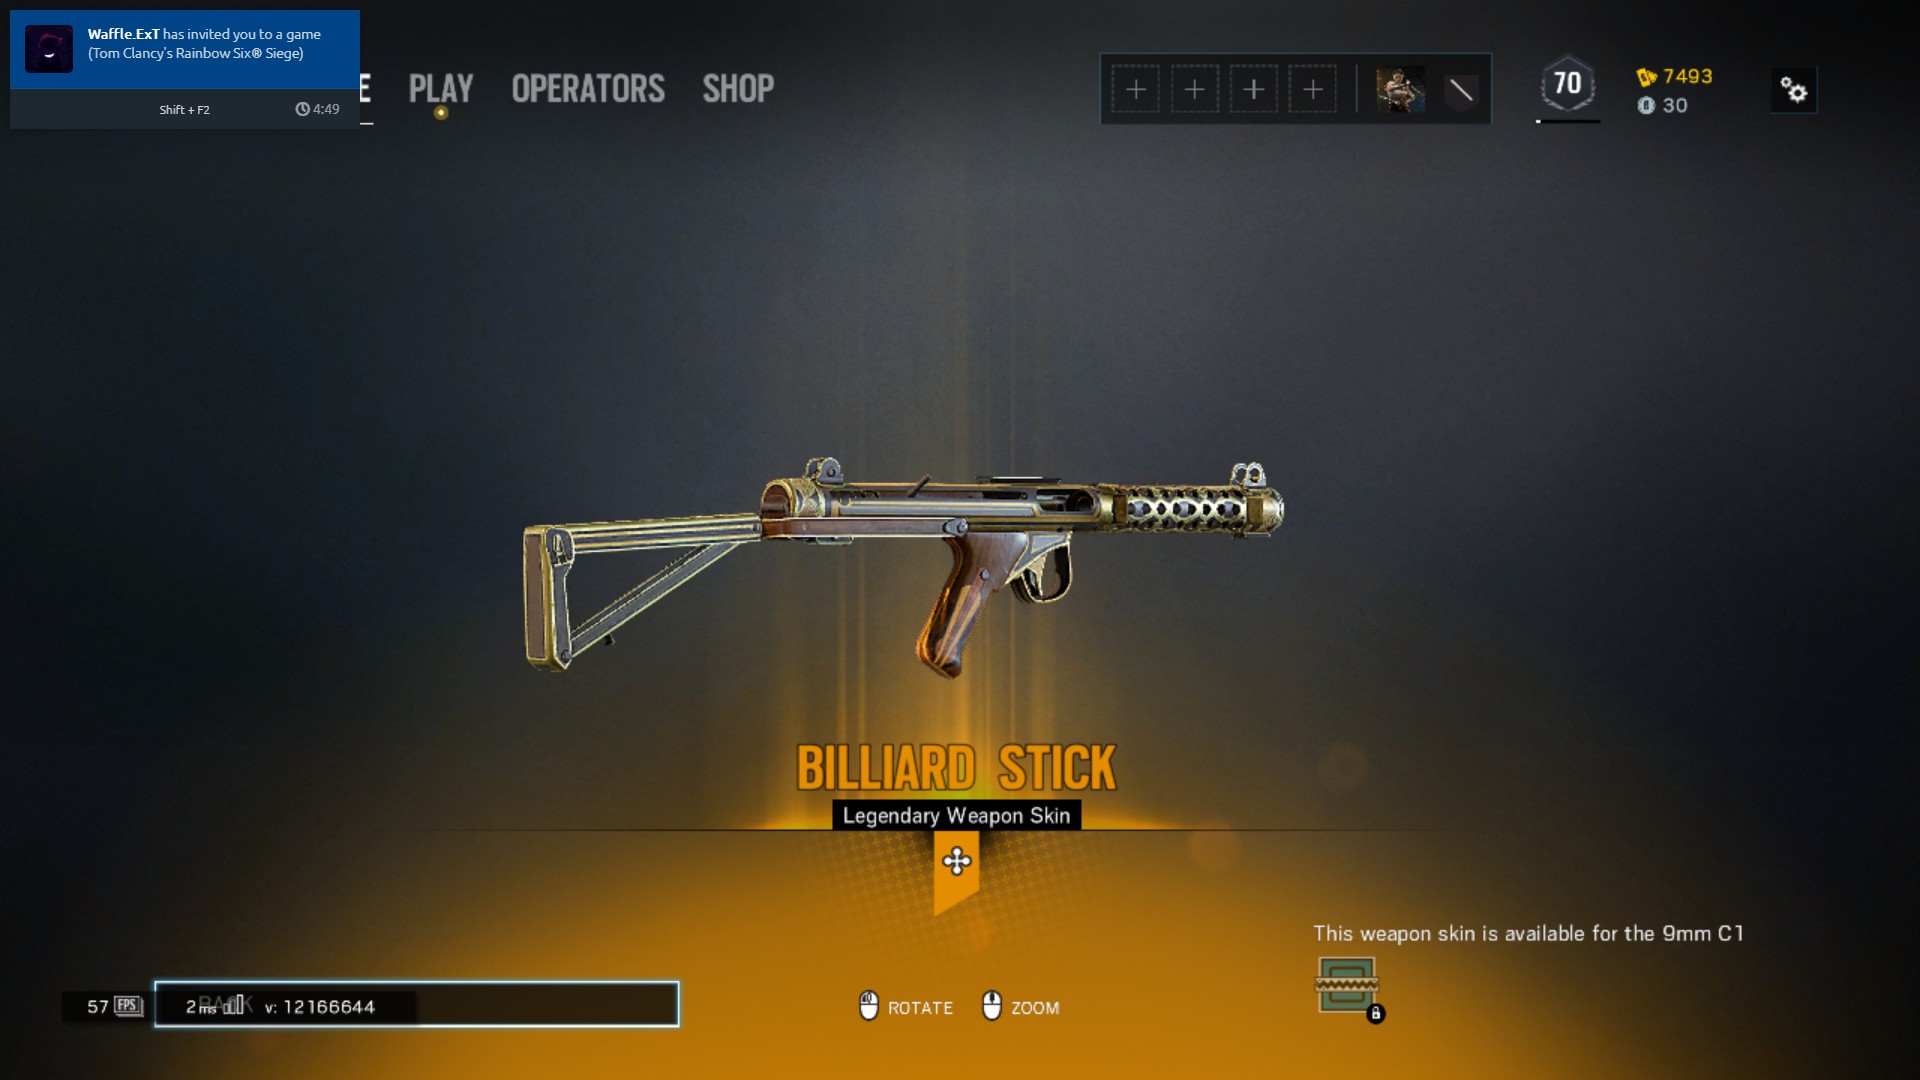 Waffle.ExT has invited you to a game
(Tom Clancy's Rainbow Six® Siege)
Shift + F2
4:49
E
PLAY
OPERATORS
SHOP
70
7493
30
BILLIARD STICK
Legendary Weapon Skin
This weapon skin is available for the 9mm C1
57 FPS
BACK
2 ms
v: 12166644
ROTATE
ZOOM